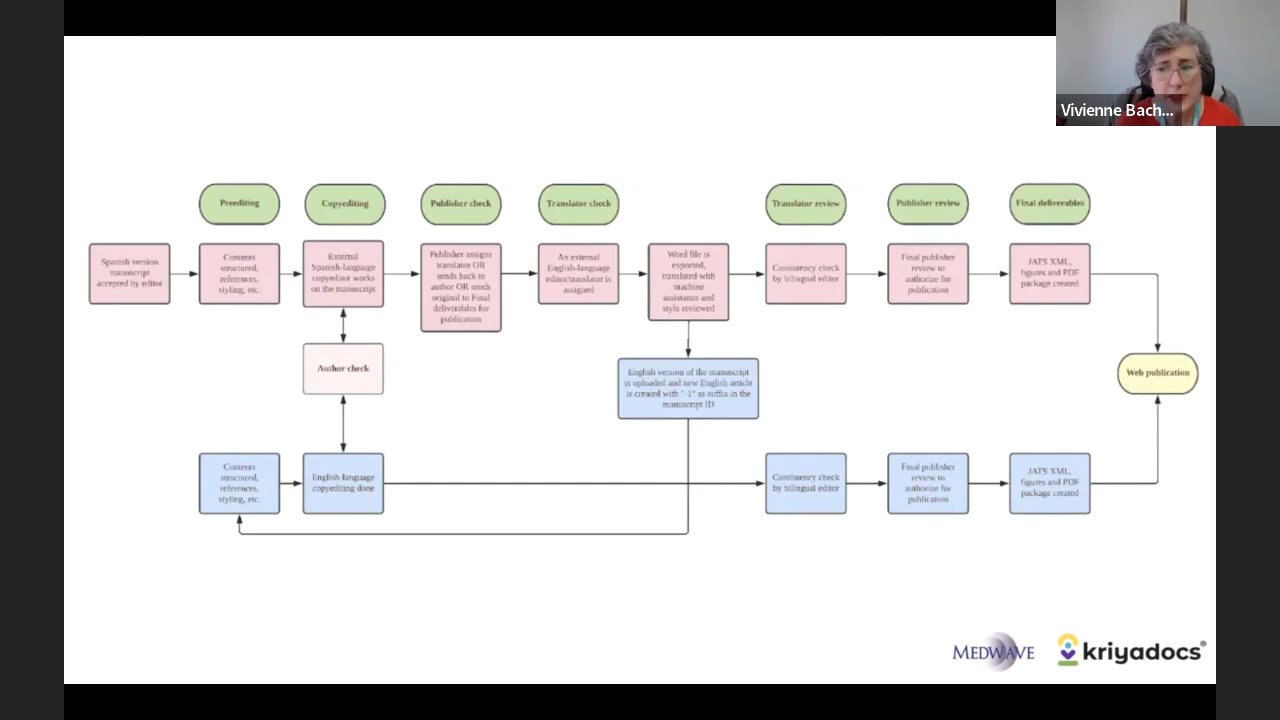 Vivienne Bach...
Preediting
Copyediting
Publisher check
Translator check
Translator review
Publisher review
Final deliverables
Spanish version
manuscript
accepted by editor
Contents
structured,
references,
styling, etc.
External
Spanish-language
copyeditor works
on the manuscript
Publisher assigns
translator OR
sends back to
author OR sends
original to Final
deliverables for
publication
An external
English-language
editor/translator is
assigned
Word file is
exported,
translated with
machine
assistance and
style reviewed
Consistency check
by bilingual editor
Final publisher
review to
authorize for
publication
JATS XML,
figures and PDF
package created
Author check
English version of the manuscript
is uploaded and new English article
is created with "-1" as suffix in the
manuscript ID
Web publication
Contents
structured,
references,
styling, etc.
English-language
copyediting done
Consistency check
by bilingual editor
Final publisher
review to
authorize for
publication
JATS XML,
figures and PDF
package created
MEDWAVE
kriyadocs®